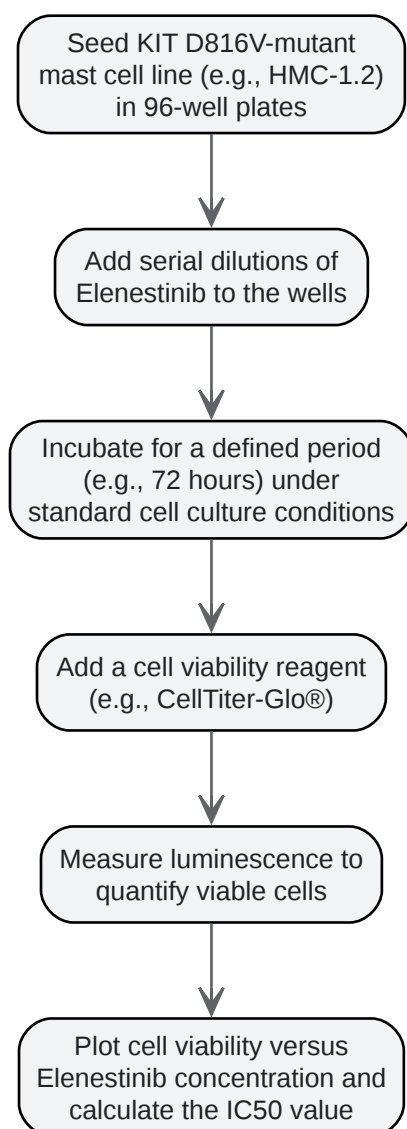 Seed KIT D816V-mutant
mast cell line (e.g., HMC-1.2)
in 96-well plates
Add serial dilutions of
Elenestinib to the wells
Incubate for a defined period
(e.g., 72 hours) under
standard cell culture conditions
Add a cell viability reagent
(e.g., CellTiter-Glo®)
Measure luminescence to
quantify viable cells
Plot cell viability versus
Elenestinib concentration and
calculate the IC50 value